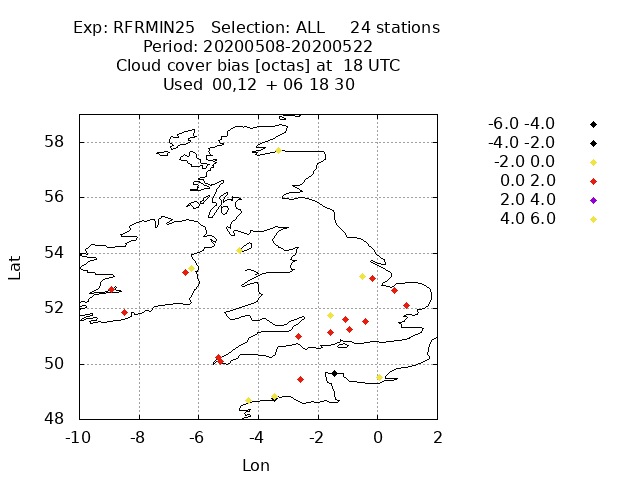 Exp: RFRMIN25 Selection: ALL 24 stations
Period: 20200508-20200522
Cloud cover bias [octas] at 18 UTC
Used 00,12 + 06 18 30
-6.0 -4.0
-4.0 -2.0
-2.0 0.0
0.0 2.0
2.0 4.0
4.0 6.0
Lat
58
56
54
52
50
48
-10 -8 -6 -4 -2 0 2
Lon